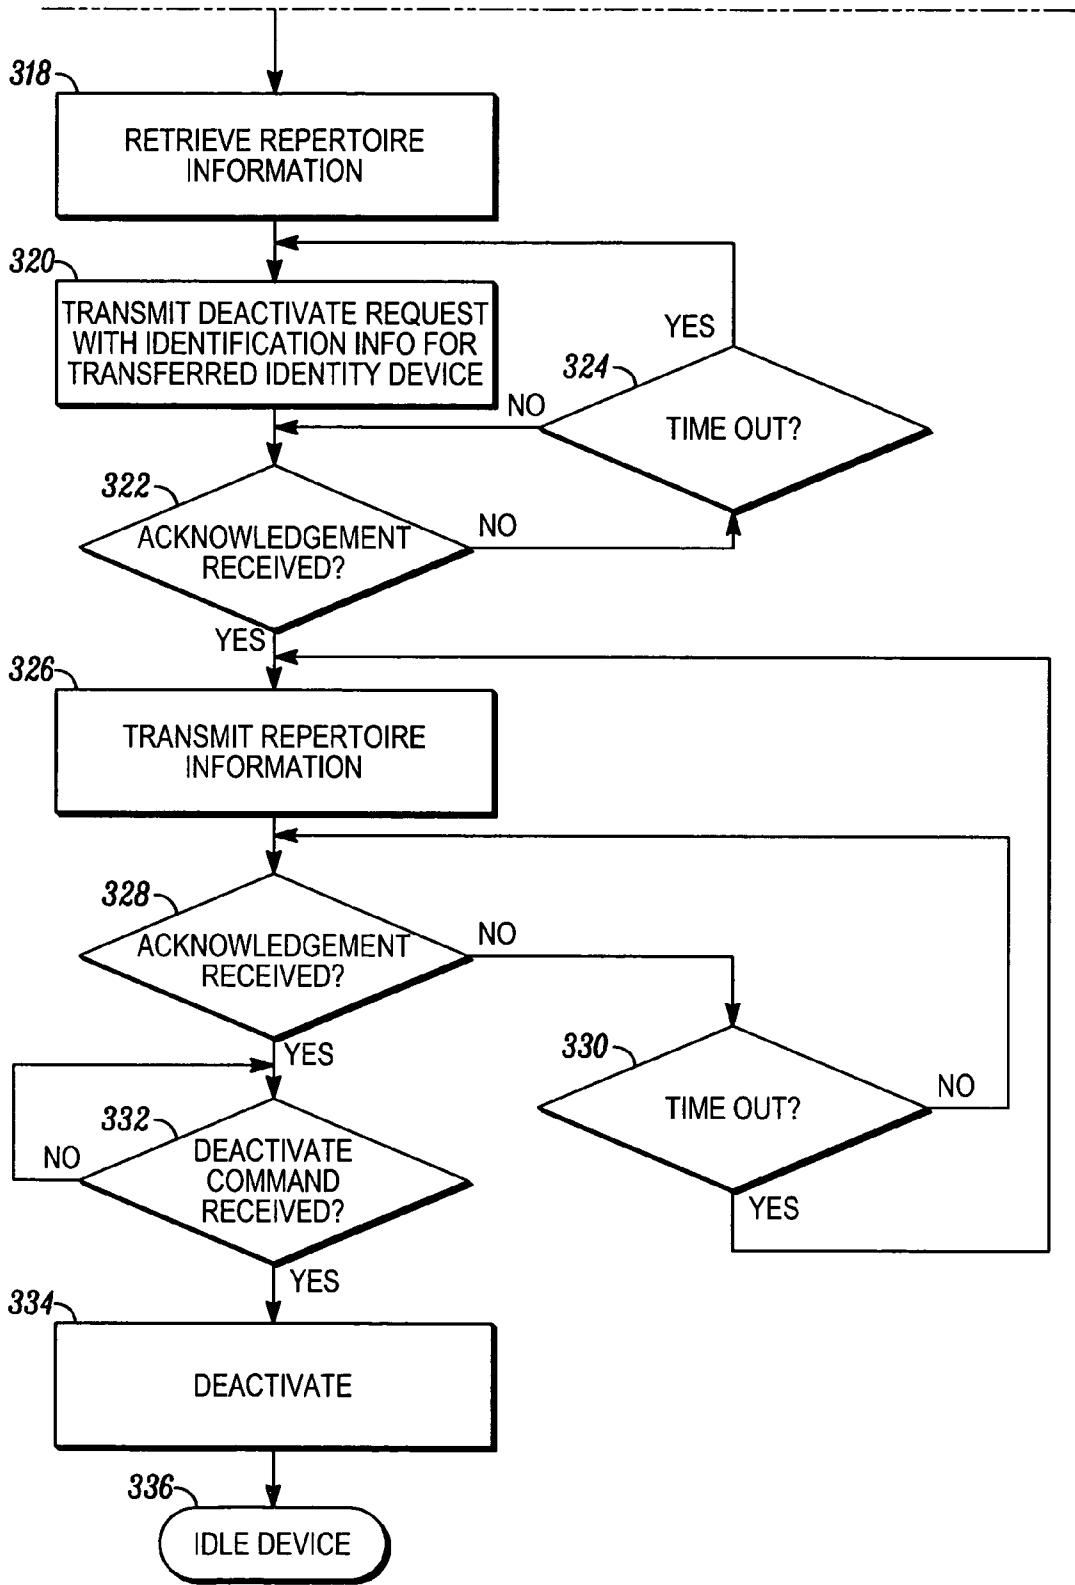 318
RETRIEVE REPERTOIRE
INFORMATION
320
TRANSMIT DEACTIVATE REQUEST
WITH IDENTIFICATION INFO FOR
TRANSFERRED IDENTITY DEVICE
YES
324
NO
TIME OUT?
322
ACKNOWLEDGEMENT
RECEIVED?
NO
YES
326
TRANSMIT REPERTOIRE
INFORMATION
328
ACKNOWLEDGEMENT
RECEIVED?
NO
YES
330
TIME OUT?
NO
YES
332
DEACTIVATE
COMMAND
RECEIVED?
NO
YES
334
DEACTIVATE
336
IDLE DEVICE